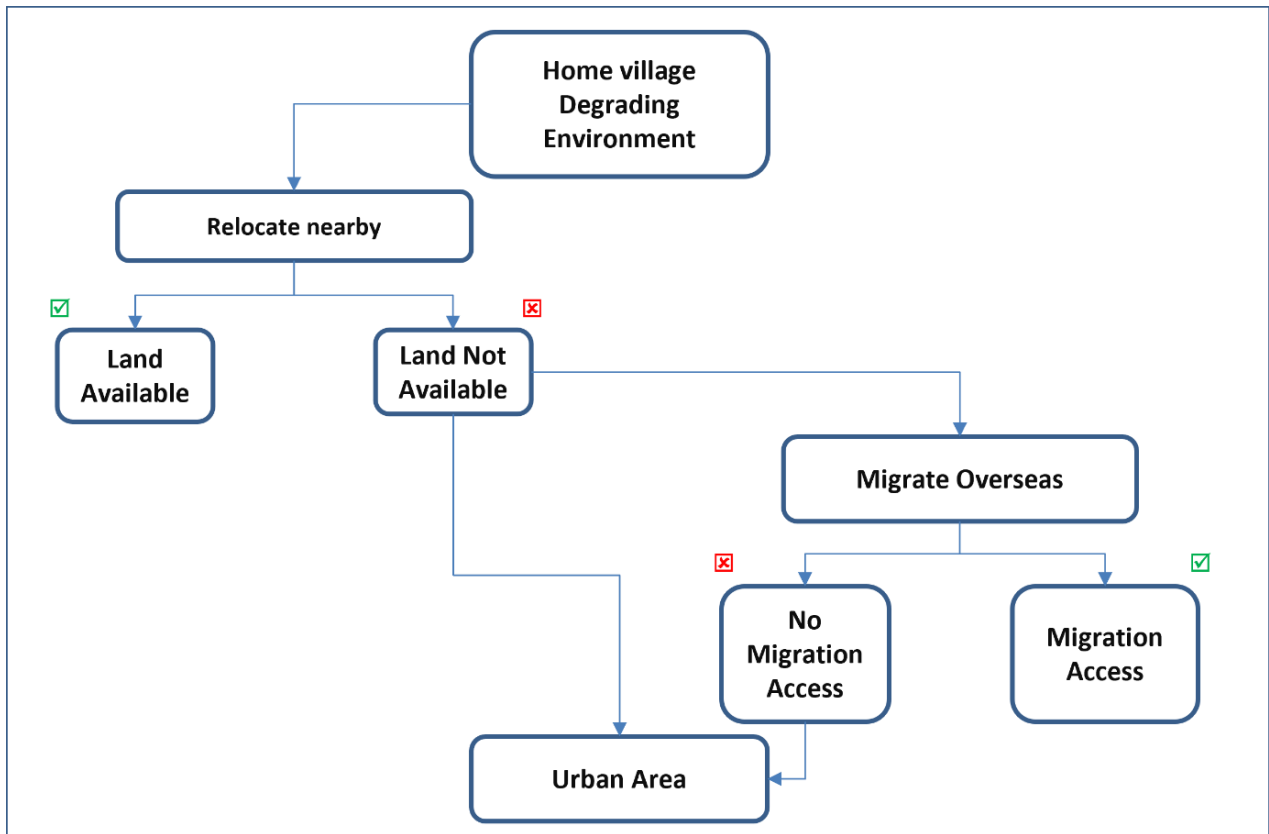 Home village
Degrading
Environment
Relocate nearby
Land
Available
Land Not
Available
Migrate Overseas
No
Migration
Access
Migration
Access
Urban Area